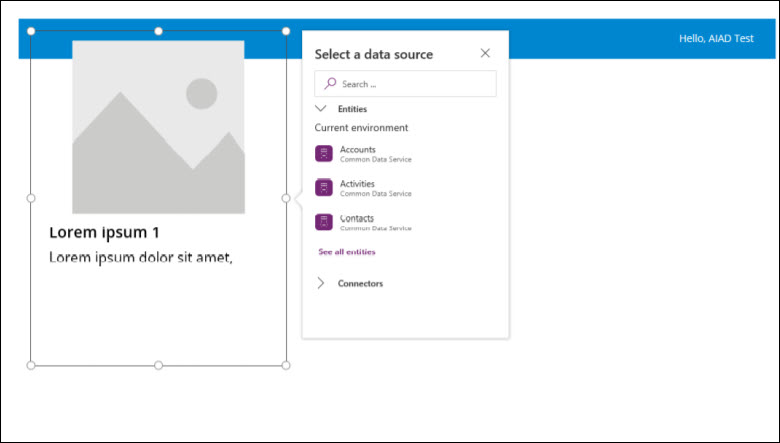 Hello, AIAD Test
Select a data source
Search ...
Entities
Current environment
Accounts
Common Data Service
Activities
Common Data Service
Contacts
Common Data Service
See all entities
Connectors
Lorem ipsum 1
Lorem ipsum dolor sit amet,